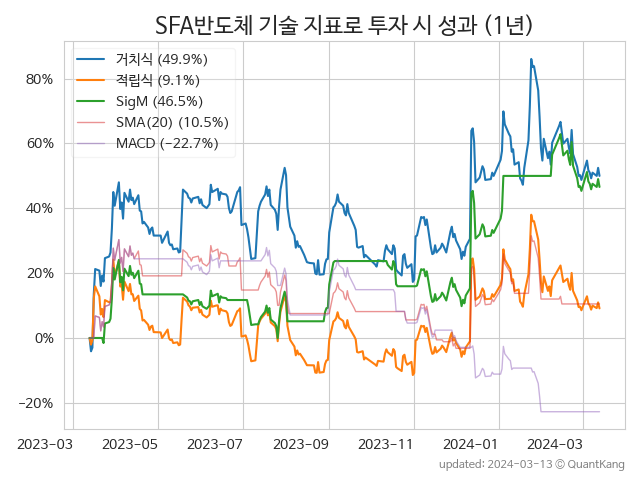 SFA반도체 기술 지표로 투자 시 성과 (1년)
거치식 (49.9%)
적립식 (9.1%)
SigM (46.5%)
SMA(20) (10.5%)
MACD (-22.7%)
80%
60%
40%
20%
0%
-20%
2023-03 2023-05 2023-07 2023-09 2023-11 2024-01 2024-03
updated: 2024-03-13 © QuantKang